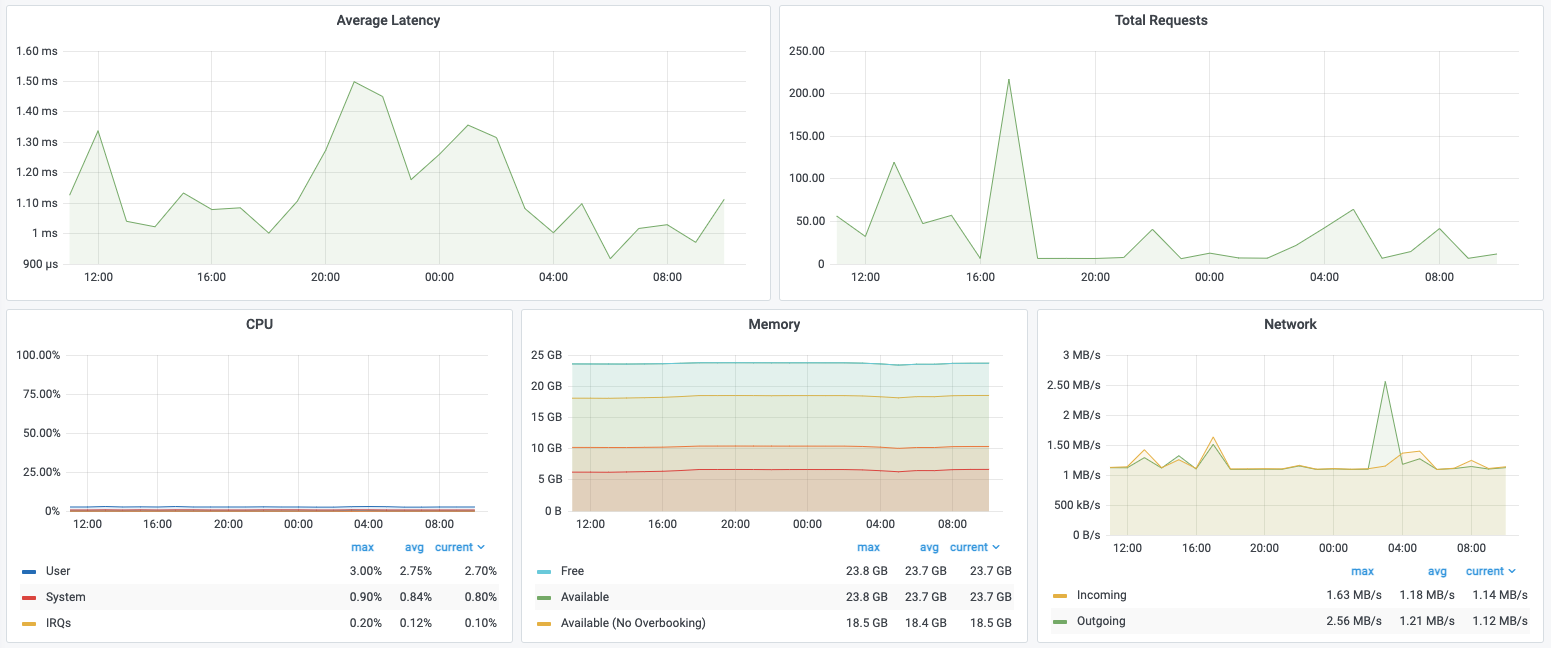 Average Latency
1.60 ms
1.50 ms
1.40 ms
1.30 ms
1.20 ms
1.10 ms
1 ms
900 µs
12:00 16:00 20:00 00:00 04:00 08:00
Total Requests
250.00
200.00
150.00
100.00
50.00
0
12:00 16:00 20:00 00:00 04:00 08:00
CPU
100.00%
75.00%
50.00%
25.00%
0%
12:00 16:00 20:00 00:00 04:00 08:00
max avg current
User 3.00% 2.75% 2.70%
System 0.90% 0.84% 0.80%
IRQs 0.20% 0.12% 0.10%
Memory
25 GB
20 GB
15 GB
10 GB
5 GB
0 B
12:00 16:00 20:00 00:00 04:00 08:00
max avg current
Free 23.8 GB 23.7 GB 23.7 GB
Available 23.8 GB 23.7 GB 23.7 GB
Available (No Overbooking) 18.5 GB 18.4 GB 18.5 GB
Network
3 MB/s
2.50 MB/s
2 MB/s
1.50 MB/s
1 MB/s
500 kB/s
0 B/s
12:00 16:00 20:00 00:00 04:00 08:00
max avg current
Incoming 1.63 MB/s 1.18 MB/s 1.14 MB/s
Outgoing 2.56 MB/s 1.21 MB/s 1.12 MB/s